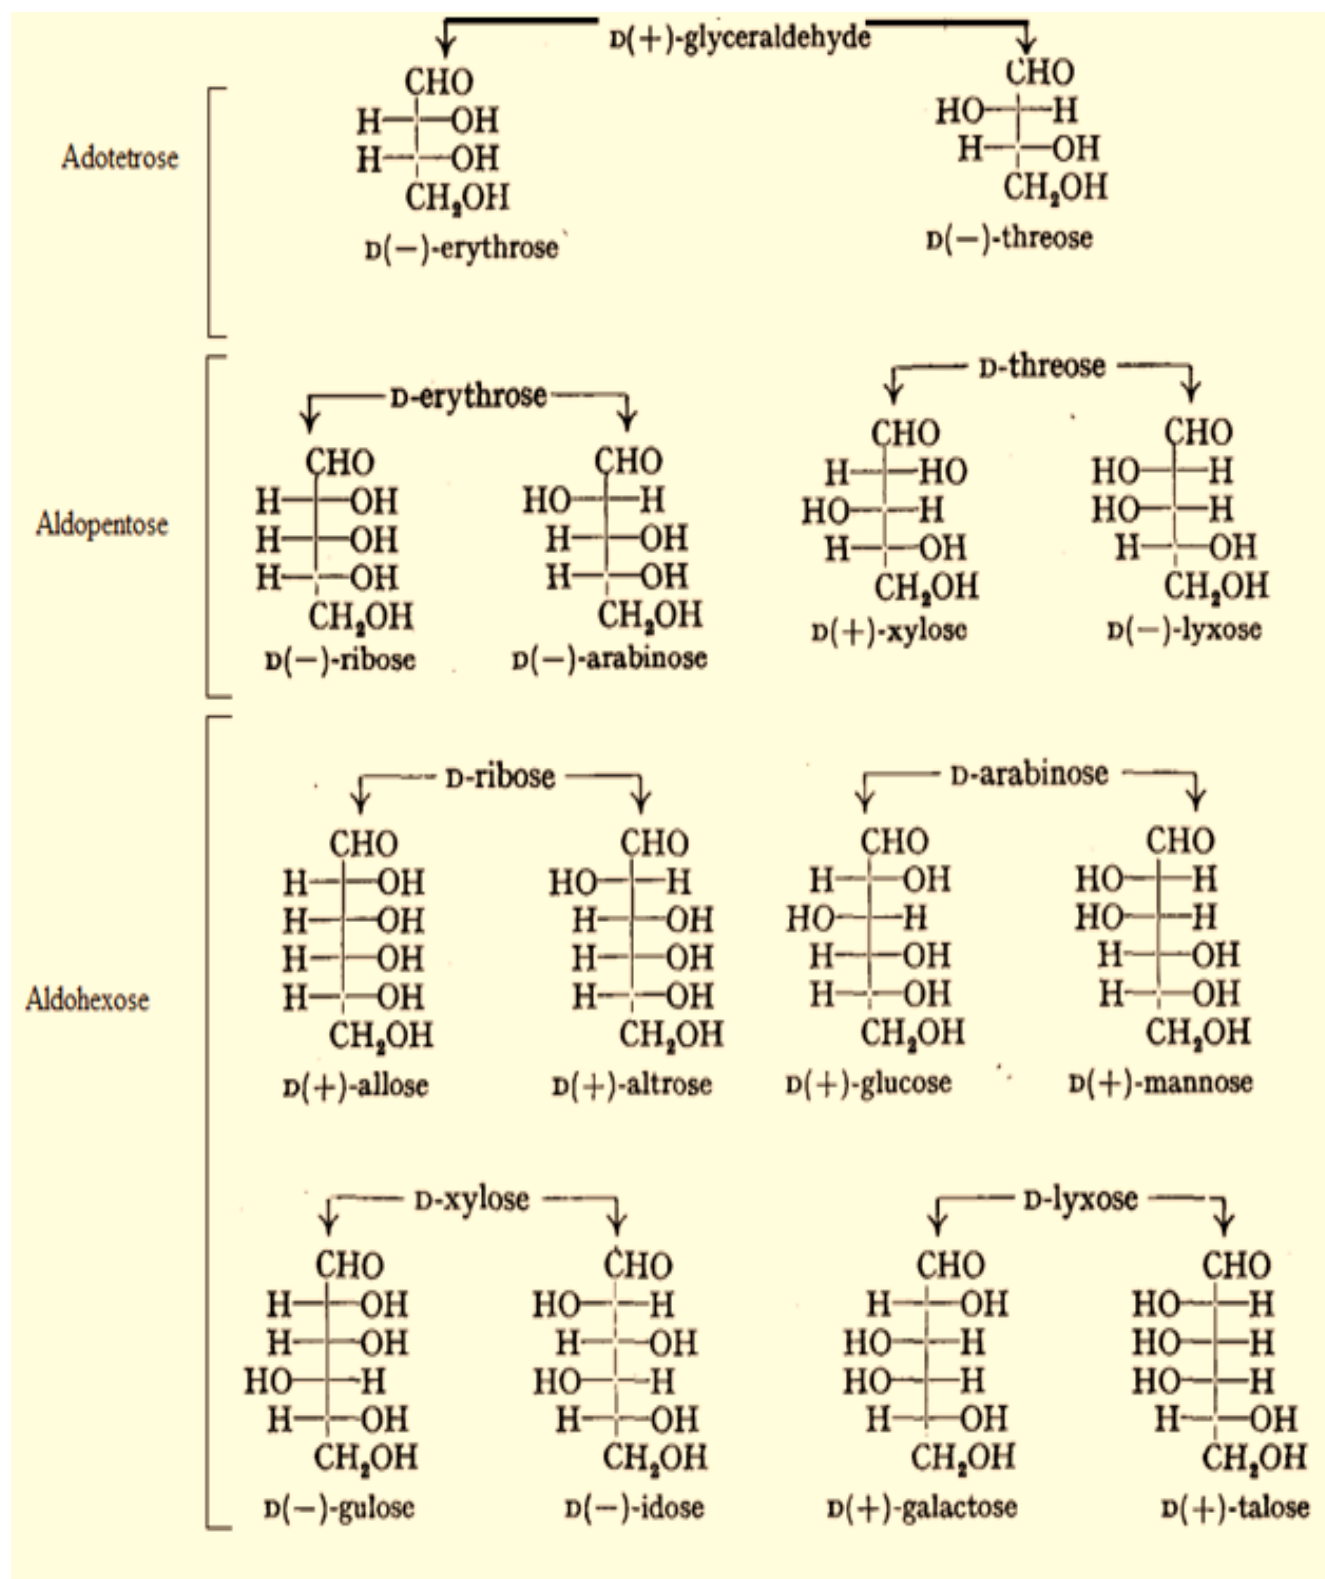 D(+)-glyceraldehyde
CHO CHO
H OH HO H
Adotetrose
H OH H OH
CH₂OH CH₂OH
D(−)-erythrose D(−)-threose
D-erythrose D-threose
CHO CHO CHO CHO
H OH HO H H HO HO H
Aldopentose
H OH H OH HO H HO H
H OH H OH H OH H OH
CH₂OH CH₂OH CH₂OH CH₂OH
D(−)-ribose D(−)-arabinose D(+)-xylose D(−)-lyxose
D-ribose D-arabinose
CHO CHO CHO CHO
H OH HO H H OH HO H
H OH H OH HO H HO H
H OH H OH H OH H OH
Aldohexose
H OH H OH H OH H OH
CH₂OH CH₂OH CH₂OH CH₂OH
D(+)-allose D(+)-altrose D(+)-glucose D(+)-mannose
D-xylose D-lyxose
CHO CHO CHO CHO
H OH HO H H OH HO H
H OH H OH HO H HO H
HO H HO H HO H HO H
H OH H OH H OH H OH
CH₂OH CH₂OH CH₂OH CH₂OH
D(−)-gulose D(−)-idose D(+)-galactose D(+)-talose